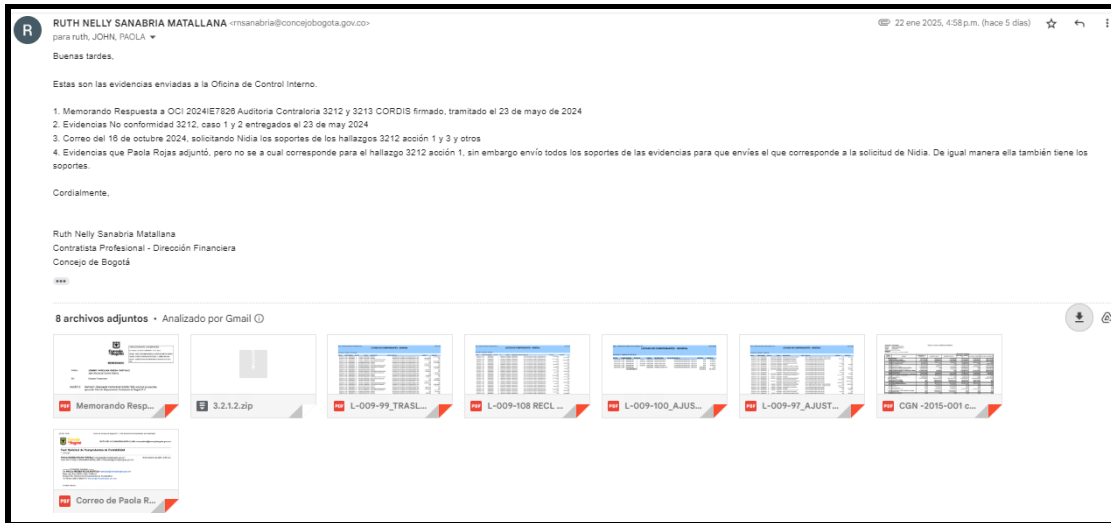 R
RUTH NELLY SANABRIA MATALLANA <rnsanabria@concejobogota.gov.co>
22 ene 2025, 4:58 p.m. (hace 5 días)
para ruth, JOHN, PAOLA
Buenas tardes,
Estas son las evidencias enviadas a la Oficina de Control Interno.
1. Memorando Respuesta a OCI 2024IE7826 Auditoria Contraloria 3212 y 3213 CORDIS firmado, tramitado el 23 de mayo de 2024
2. Evidencias No conformidad 3212, caso 1 y 2 entregados el 23 de may 2024
3. Correo del 16 de octubre 2024, solicitando Nidia los soportes de los hallazgos 3212 acción 1 y 3 y otros
4. Evidencias que Paola Rojas adjuntó, pero no se a cual corresponde para el hallazgo 3212 acción 1, sin embargo envío todos los soportes de las evidencias para que envíes el que corresponde a la solicitud de Nidia. De igual manera ella también tiene los
soportes.
Cordialmente,
Ruth Nelly Sanabria Matallana
Contratista Profesional - Dirección Financiera
Concejo de Bogotá
8 archivos adjuntos • Analizado por Gmail
PDF Memorando Resp...
3.2.1.2.zip
PDF L-009-99_TRASL...
PDF L-009-108 RECL ...
PDF L-009-100_AJUS...
PDF L-009-97_AJUST...
PDF CGN -2015-001 c...
PDF Correo de Paola R...